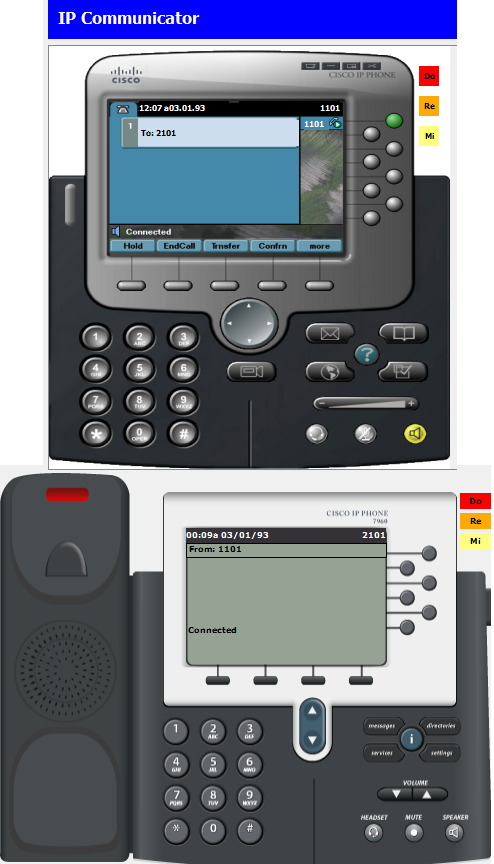 IP Communicator
CISCO
CISCO IP PHONE
Do
Re
Mi
12:07 a03.01.93 1101
1 To: 2101
1101
Connected
Hold EndCall Trnsfer Confrn more
1 2 ABC 3 DEF
4 GHI 5 JKL 6 MNO
7 PQRS 8 TUV 9 WXYZ
* 0 OPER #
?
- +
CISCO IP PHONE
7960
Do
Re
Mi
00:09a 03/01/93 2101
From: 1101
Connected
1 2 ABC 3 DEF
4 GHI 5 JKL 6 MNO
7 PQRS 8 TUV 9 WXYZ
* 0 #
messages directories
i
services settings
VOLUME
HEADSET MUTE SPEAKER